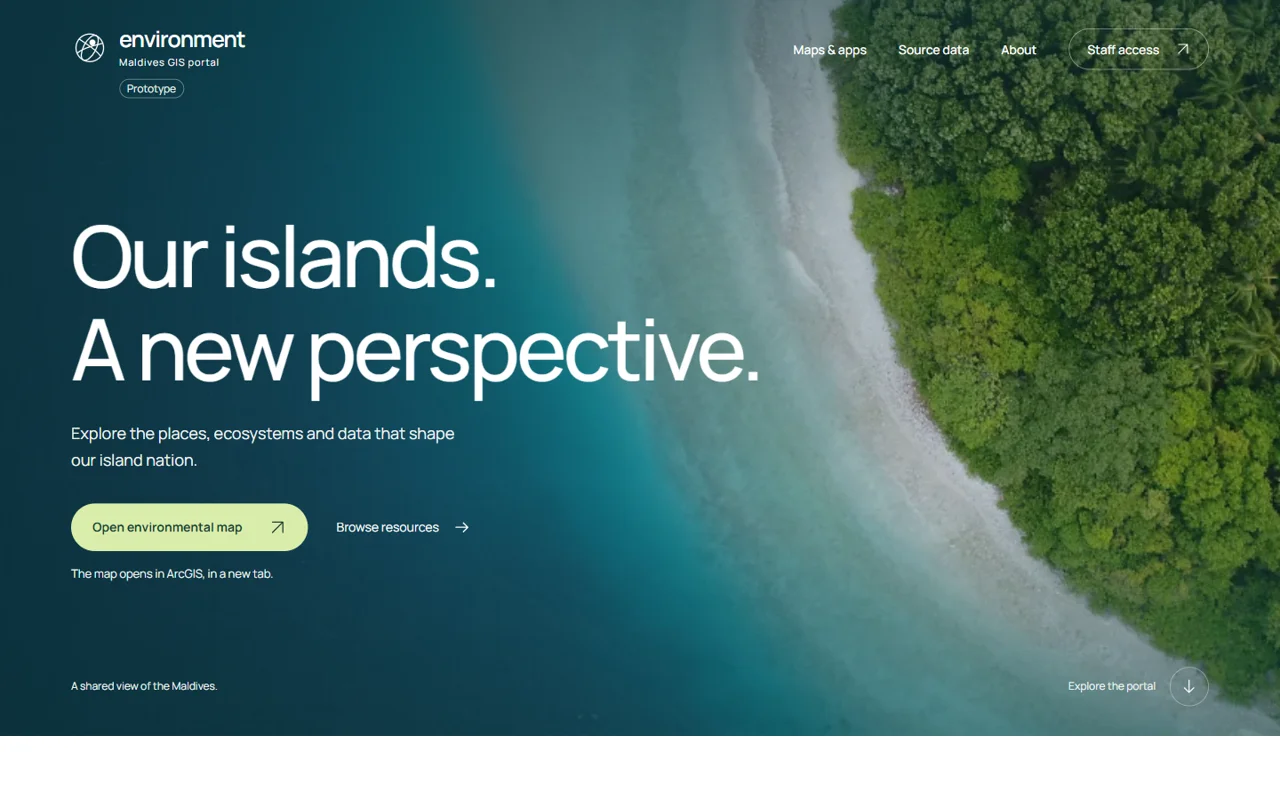 environment
Maldives GIS portal
Prototype
Maps & apps
Source data
About
Staff access
Our islands.
A new perspective.
Explore the places, ecosystems and data that shape
our island nation.
Open environmental map
Browse resources
The map opens in ArcGIS, in a new tab.
A shared view of the Maldives.
Explore the portal